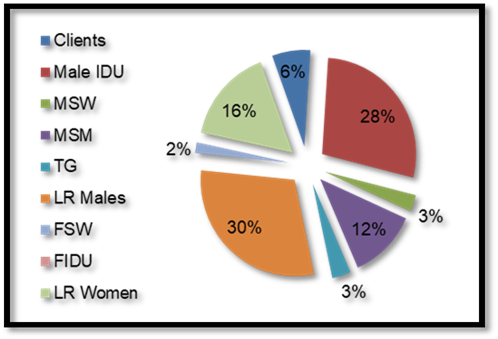 Clients
Male IDU
MSW
MSM
TG
LR Males
FSW
FIDU
LR Women
6%
28%
3%
12%
3%
30%
2%
16%